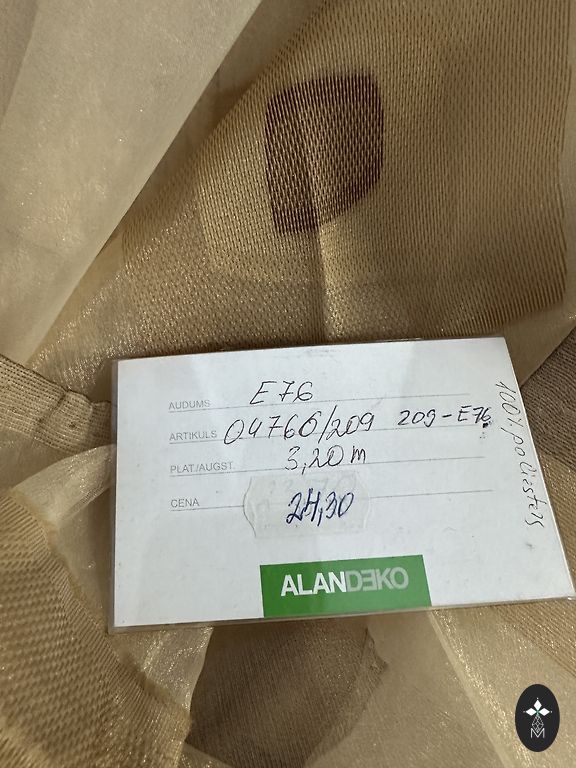 AUDUMS E76
ARTIKULS 04760/209 209-E76
PLAT./AUGST. 3,20 m
CENA 24,30
100% poliesters
ALANDEKO
M